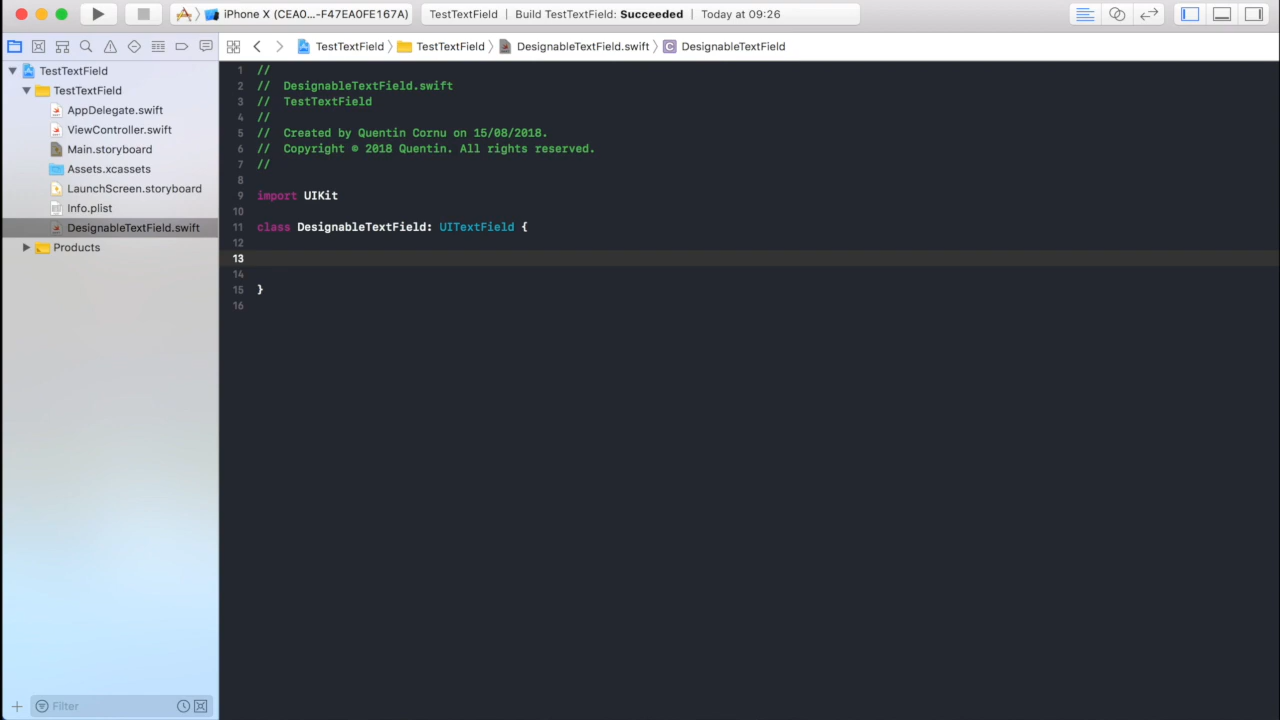 iPhone X (CEA0...-F47EA0FE167A) TestTextField | Build TestTextField: Succeeded | Today at 09:26
TestTextField TestTextField DesignableTextField.swift C DesignableTextField
TestTextField
TestTextField
AppDelegate.swift
ViewController.swift
Main.storyboard
Assets.xcassets
LaunchScreen.storyboard
Info.plist
DesignableTextField.swift
Products
Filter
1 //
2 // DesignableTextField.swift
3 // TestTextField
4 //
5 // Created by Quentin Cornu on 15/08/2018.
6 // Copyright © 2018 Quentin. All rights reserved.
7 //
8
9 import UIKit
10
11 class DesignableTextField: UITextField {
12
13
14
15 }
16